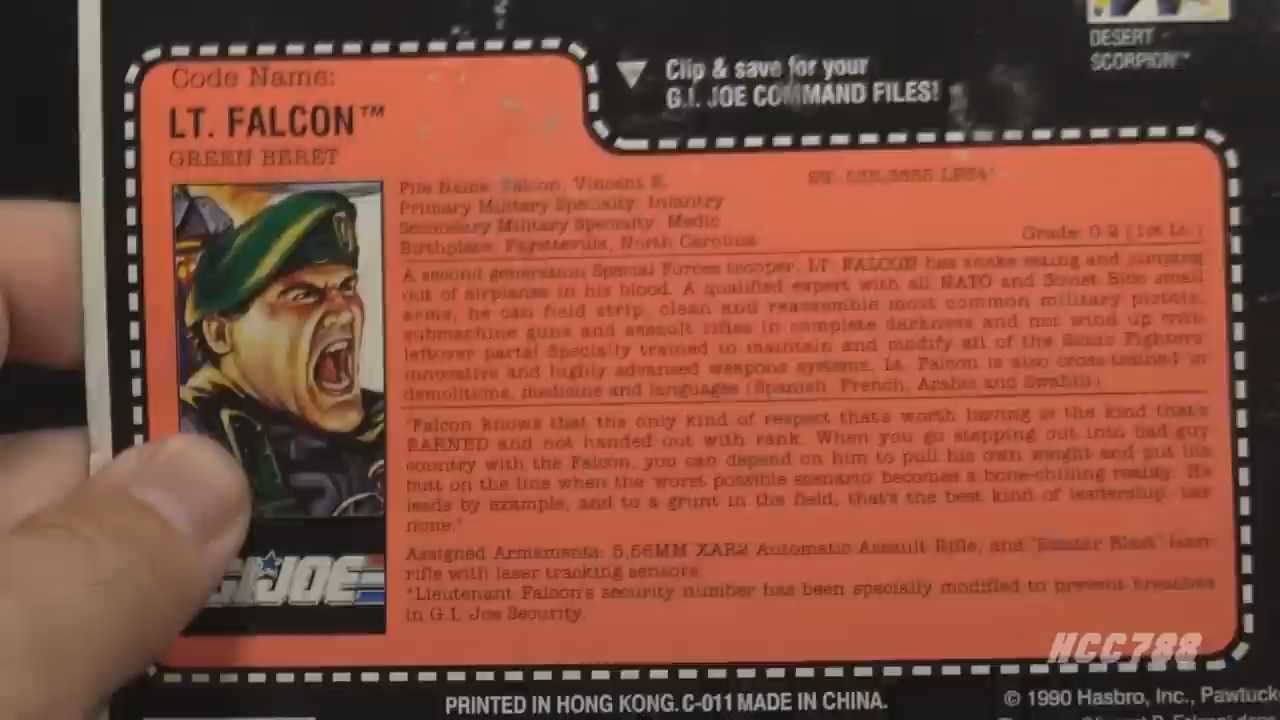 DESERT
SCORPION™
Clip & save for your
G.I. JOE COMMAND FILES!
Code Name:
LT. FALCON™
GREEN BERET
File Name: Falcon, Vincent R.
SN:
Primary Military Specialty: Infantry
Secondary Military Specialty: Medic
Birthplace: Fayetteville, North Carolina
Grade: 0-2 (1st Lt.)
A second generation Special Forces trooper, LT. FALCON has snake eating and jumping
out of airplanes in his blood. A qualified expert with all NATO and Soviet Bloc small
arms, he can field strip, clean and reassemble most common military pistols,
submachine guns and assault rifles in complete darkness and not wind up with
leftover parts! Specially trained to maintain and modify all of the Sonic Fighters'
innovative and highly advanced weapons systems, Lt. Falcon is also cross-trained in
demolitions, medicine and languages (Spanish, French, Arabic and Swahili).
"Falcon knows that the only kind of respect that's worth having is the kind that's
EARNED and not handed out with rank. When you go stepping out into bad guy
country with the Falcon, you can depend on him to pull his own weight and put his
butt on the line when the 'worst possible scenario' becomes a bone-chilling reality. He
leads by example, and to a grunt in the field, that's the best kind of leadership, bar
none."
Assigned Armaments: 5.56MM XAR2 Automatic Assault Rifle, and Blast" laser
rifle with laser tracking sensors.
*Lieutenant Falcon's security number has been specially modified to prevent breaches
in G.I. Joe Security.
G.I. JOE
HCC788
PRINTED IN HONG KONG. C-011 MADE IN CHINA.
© 1990 Hasbro, Inc., Pawtuck